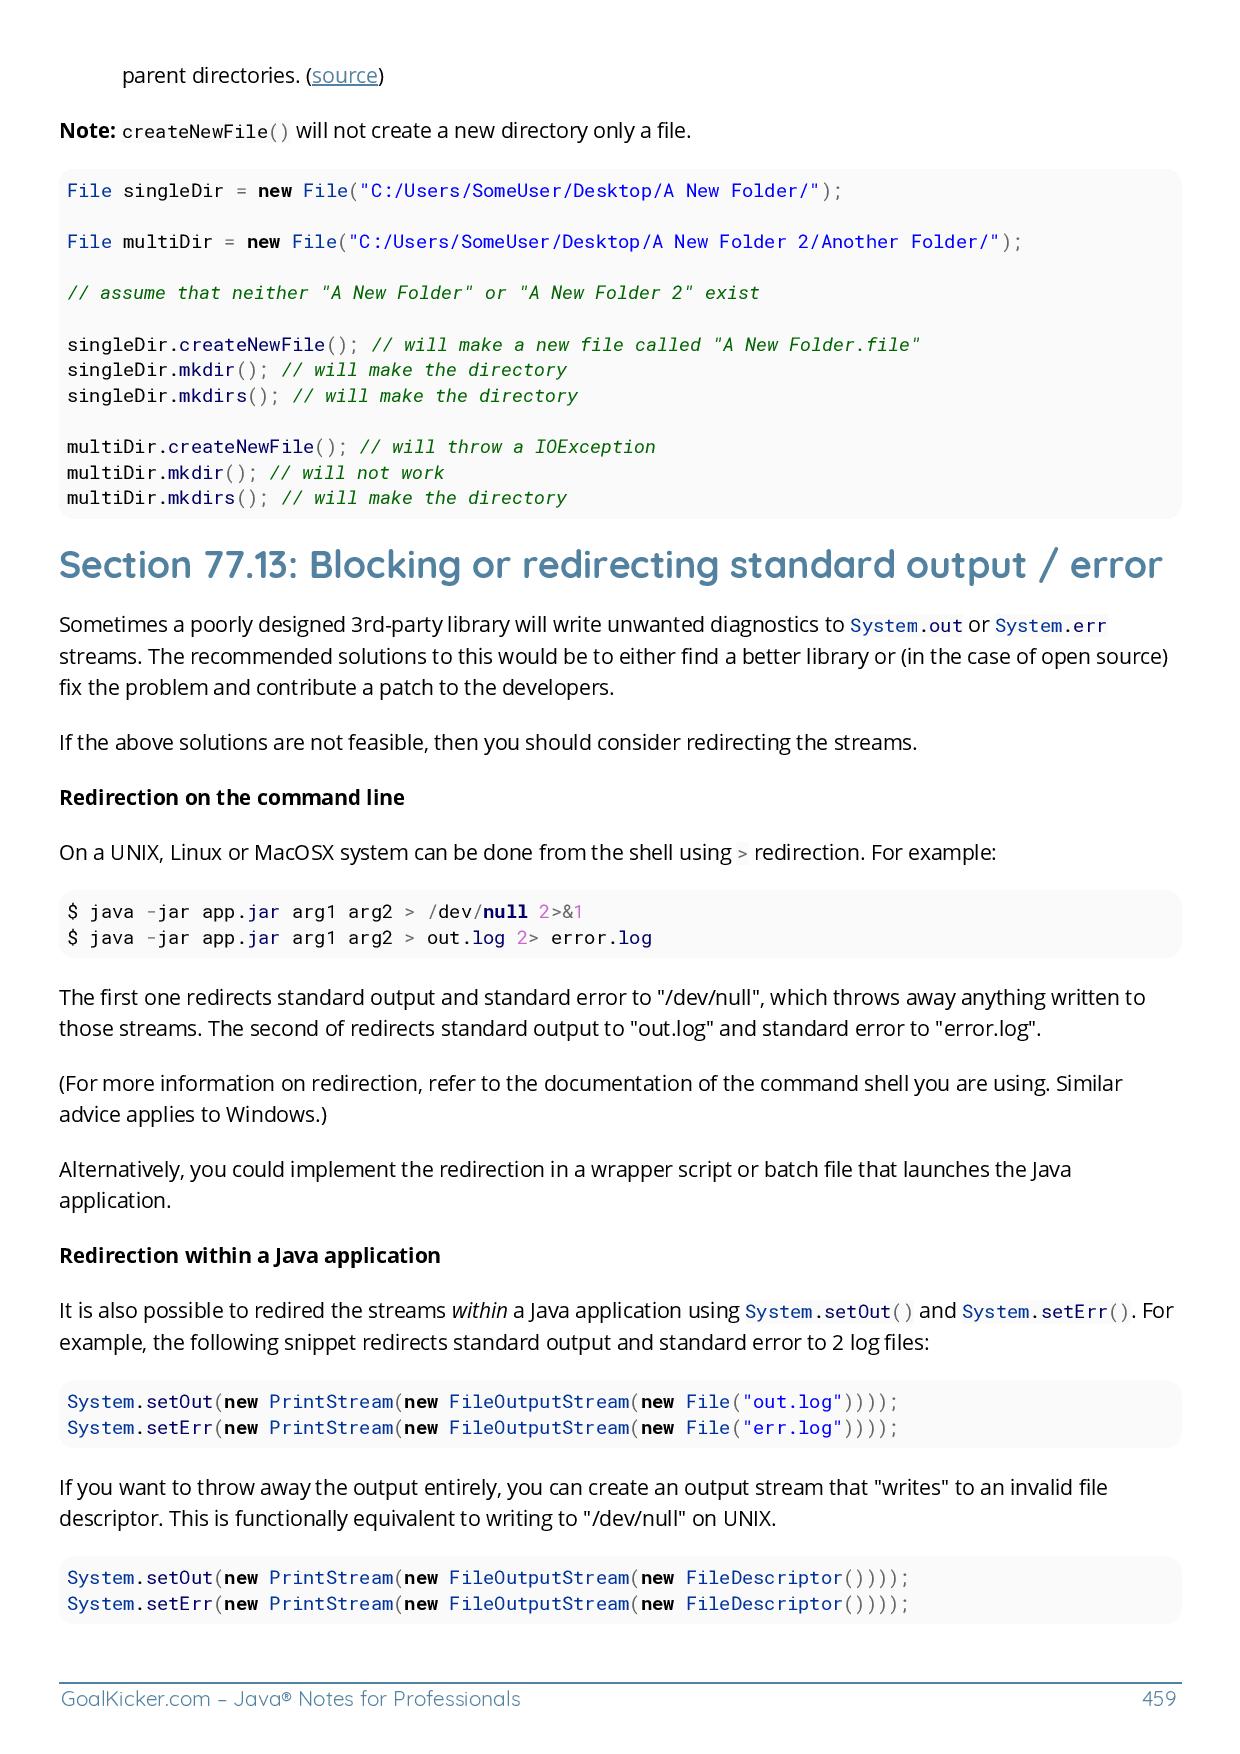 parent directories. (source)
Note: createNewFile() will not create a new directory only a file.
File singleDir = new File("C:/Users/SomeUser/Desktop/A New Folder/");
File multiDir = new File("C:/Users/SomeUser/Desktop/A New Folder 2/Another Folder/");
// assume that neither "A New Folder" or "A New Folder 2" exist
singleDir.createNewFile(); // will make a new file called "A New Folder.file"
singleDir.mkdir(); // will make the directory
singleDir.mkdirs(); // will make the directory
multiDir.createNewFile(); // will throw a IOException
multiDir.mkdir(); // will not work
multiDir.mkdirs(); // will make the directory
Section 77.13: Blocking or redirecting standard output / error
Sometimes a poorly designed 3rd-party library will write unwanted diagnostics to System.out or System.err
streams. The recommended solutions to this would be to either find a better library or (in the case of open source)
fix the problem and contribute a patch to the developers.
If the above solutions are not feasible, then you should consider redirecting the streams.
Redirection on the command line
On a UNIX, Linux or MacOSX system can be done from the shell using > redirection. For example:
$ java -jar app.jar arg1 arg2 > /dev/null 2>&1
$ java -jar app.jar arg1 arg2 > out.log 2> error.log
The first one redirects standard output and standard error to "/dev/null", which throws away anything written to
those streams. The second of redirects standard output to "out.log" and standard error to "error.log".
(For more information on redirection, refer to the documentation of the command shell you are using. Similar
advice applies to Windows.)
Alternatively, you could implement the redirection in a wrapper script or batch file that launches the Java
application.
Redirection within a Java application
It is also possible to redired the streams within a Java application using System.setOut() and System.setErr(). For
example, the following snippet redirects standard output and standard error to 2 log files:
System.setOut(new PrintStream(new FileOutputStream(new File("out.log"))));
System.setErr(new PrintStream(new FileOutputStream(new File("err.log"))));
If you want to throw away the output entirely, you can create an output stream that "writes" to an invalid file
descriptor. This is functionally equivalent to writing to "/dev/null" on UNIX.
System.setOut(new PrintStream(new FileOutputStream(new FileDescriptor())));
System.setErr(new PrintStream(new FileOutputStream(new FileDescriptor())));
GoalKicker.com – Java® Notes for Professionals 459